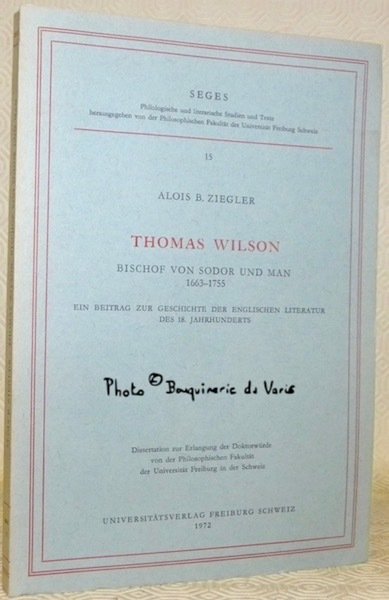 SEGES
Philologische und literarische Studien und Texte
herausgegeben von der Philosophischen Fakultät der Universität Freiburg Schweiz
15
ALOIS B. ZIEGLER
THOMAS WILSON
BISCHOF VON SODOR UND MAN
1663–1755
EIN BEITRAG ZUR GESCHICHTE DER ENGLISCHEN LITERATUR
DES 18. JAHRHUNDERTS
Photo © Bouquinerie du Varis
Dissertation zur Erlangung der Doktorwürde
von der Philosophischen Fakultät
der Universität Freiburg in der Schweiz
UNIVERSITÄTSVERLAG FREIBURG SCHWEIZ
1972